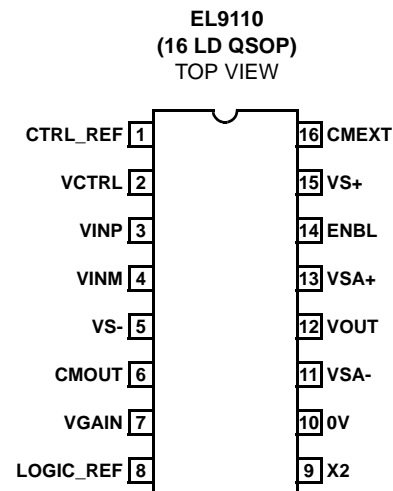 EL9110
(16 LD QSOP)
TOP VIEW
CTRL_REF 1 16 CMEXT
VCTRL 2 15 VS+
VINP 3 14 ENBL
VINM 4 13 VSA+
VS- 5 12 VOUT
CMOUT 6 11 VSA-
VGAIN 7 10 0V
LOGIC_REF 8 9 X2